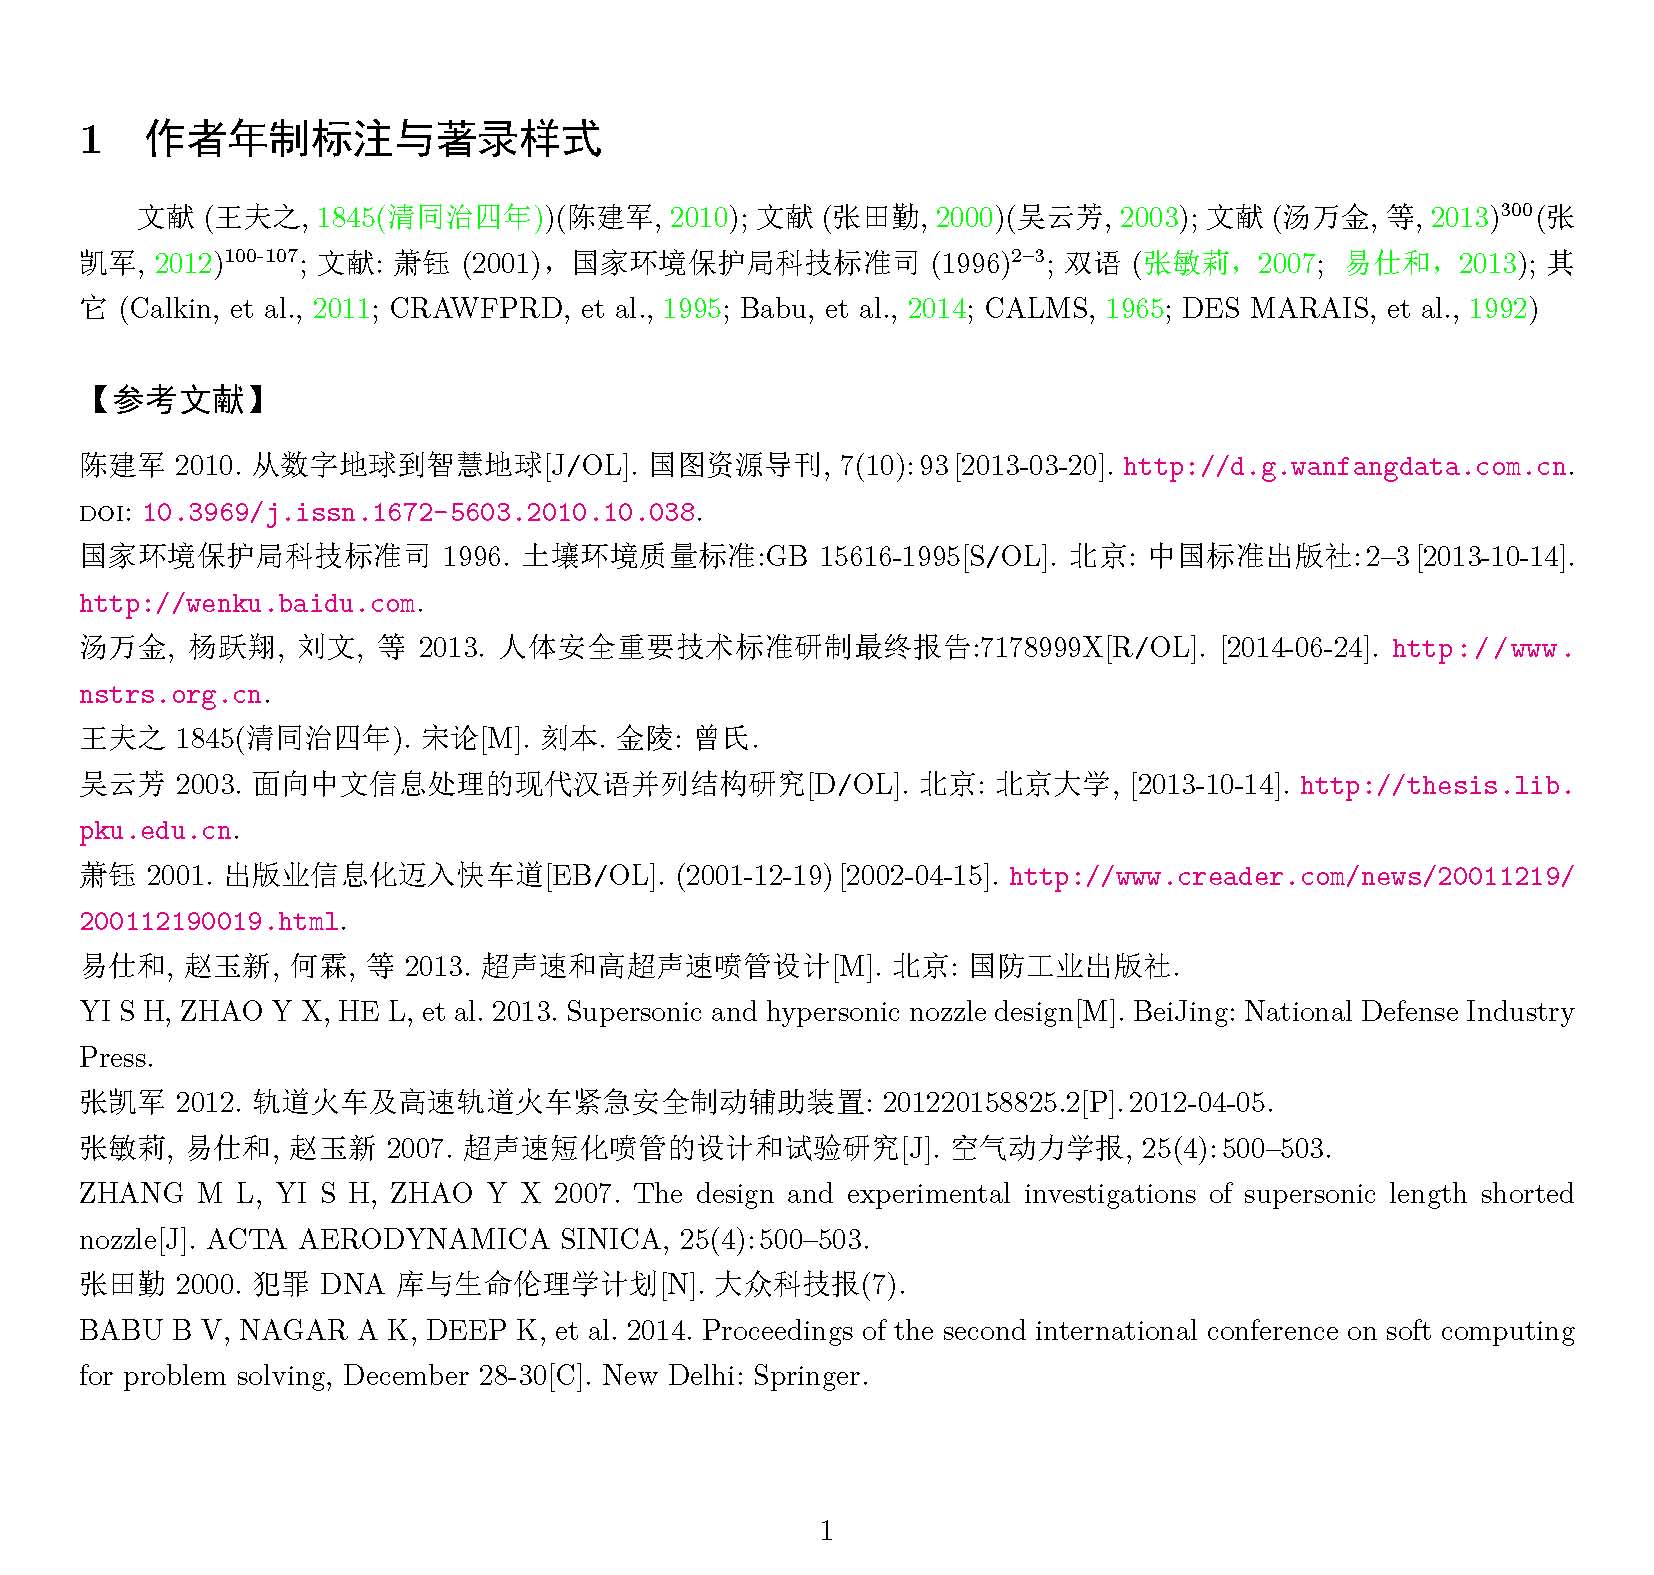 1 作者年制标注与著录样式
文献 (王夫之, 1845(清同治四年))(陈建军, 2010); 文献 (张田勤, 2000)(吴云芳, 2003); 文献 (汤万金, 等, 2013)300(张
凯军, 2012)100-107; 文献: 萧钰 (2001)，国家环境保护局科技标准司 (1996)2–3; 双语 (张敏莉，2007; 易仕和，2013); 其
它 (Calkin, et al., 2011; CRAWFPRD, et al., 1995; Babu, et al., 2014; CALMS, 1965; DES MARAIS, et al., 1992)
【参考文献】
陈建军 2010. 从数字地球到智慧地球[J/OL]. 国图资源导刊, 7(10): 93 [2013-03-20]. http://d.g.wanfangdata.com.cn.
DOI: 10.3969/j.issn.1672-5603.2010.10.038.
国家环境保护局科技标准司 1996. 土壤环境质量标准:GB 15616-1995[S/OL]. 北京: 中国标准出版社: 2–3 [2013-10-14].
http://wenku.baidu.com.
汤万金, 杨跃翔, 刘文, 等 2013. 人体安全重要技术标准研制最终报告:7178999X[R/OL]. [2014-06-24]. http://www.
nstrs.org.cn.
王夫之 1845(清同治四年). 宋论[M]. 刻本. 金陵: 曾氏.
吴云芳 2003. 面向中文信息处理的现代汉语并列结构研究[D/OL]. 北京: 北京大学, [2013-10-14]. http://thesis.lib.
pku.edu.cn.
萧钰 2001. 出版业信息化迈入快车道[EB/OL]. (2001-12-19) [2002-04-15]. http://www.creader.com/news/20011219/
200112190019.html.
易仕和, 赵玉新, 何霖, 等 2013. 超声速和高超声速喷管设计[M]. 北京: 国防工业出版社.
YI S H, ZHAO Y X, HE L, et al. 2013. Supersonic and hypersonic nozzle design[M]. BeiJing: National Defense Industry
Press.
张凯军 2012. 轨道火车及高速轨道火车紧急安全制动辅助装置: 201220158825.2[P]. 2012-04-05.
张敏莉, 易仕和, 赵玉新 2007. 超声速短化喷管的设计和试验研究[J]. 空气动力学报, 25(4): 500–503.
ZHANG M L, YI S H, ZHAO Y X 2007. The design and experimental investigations of supersonic length shorted
nozzle[J]. ACTA AERODYNAMICA SINICA, 25(4): 500–503.
张田勤 2000. 犯罪 DNA 库与生命伦理学计划[N]. 大众科技报(7).
BABU B V, NAGAR A K, DEEP K, et al. 2014. Proceedings of the second international conference on soft computing
for problem solving, December 28-30[C]. New Delhi: Springer.
1